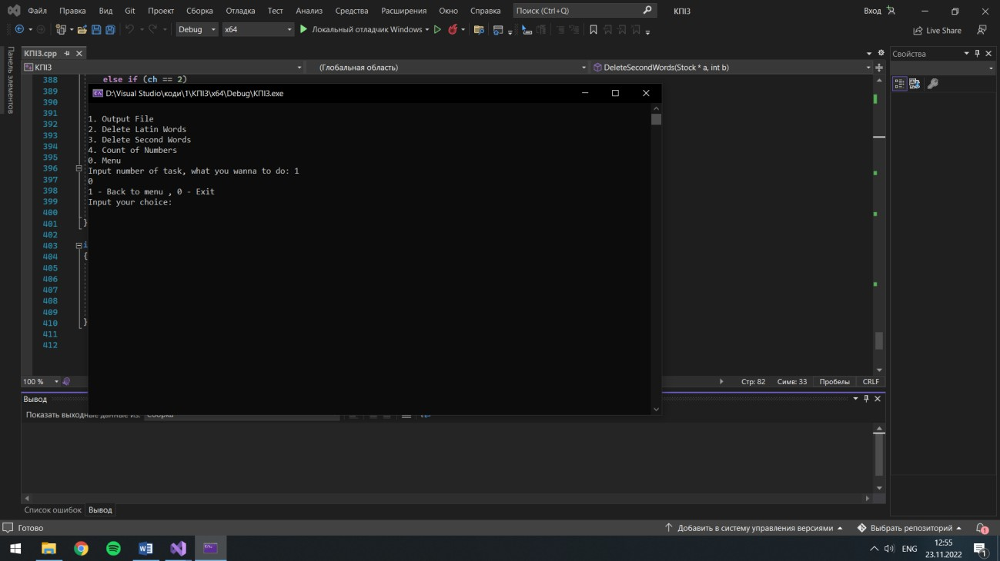 Файл Правка Вид Git Проект Сборка Отладка Тест Анализ Средства Расширения Окно Справка Поиск (Ctrl+Q) КПІЗ Вход
Debug x64 Локальный отладчик Windows Live Share
Панель элементов
КПІЗ.cpp
КПІЗ (Глобальная область) DeleteSecondWords(Stock * a, int b)
Свойства
388 else if (ch == 2)
389
390
391
392
393
394
395
396
397
398
399
400
401 }
402
403 i
404 {
405
406
407
408
409
410 }
411
412
D:\Visual Studio\коди\1\КПІЗ\x64\Debug\КПІЗ.exe
1. Output File
2. Delete Latin Words
3. Delete Second Words
4. Count of Numbers
0. Menu
Input number of task, what you wanna to do: 1
0
1 - Back to menu , 0 - Exit
Input your choice:
100 % Стр: 82 Симв: 33 Пробелы CRLF
Вывод
Показать выходные данные из: Сборка
Список ошибок Вывод
Готово Добавить в систему управления версиями Выбрать репозиторий 1
ENG 12:55
23.11.2022 1